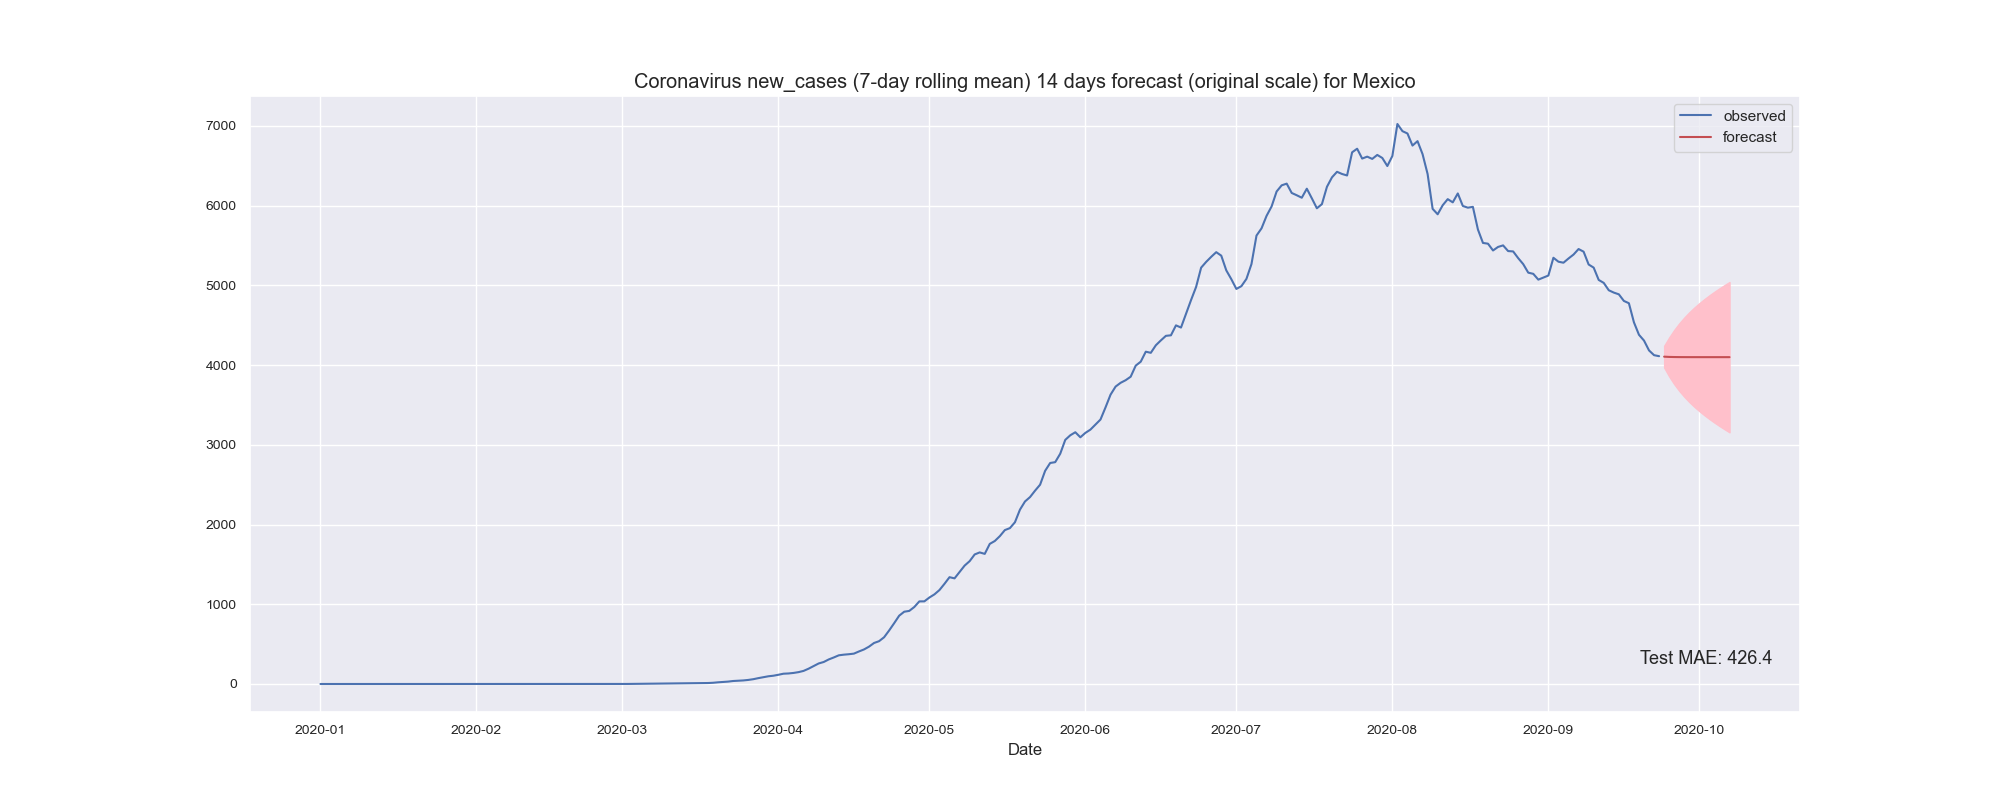 Coronavirus new_cases (7-day rolling mean) 14 days forecast (original scale) for Mexico
observed
forecast
7000
6000
5000
4000
3000
2000
1000
0
Test MAE: 426.4
2020-01 2020-02 2020-03 2020-04 2020-05 2020-06 2020-07 2020-08 2020-09 2020-10
Date